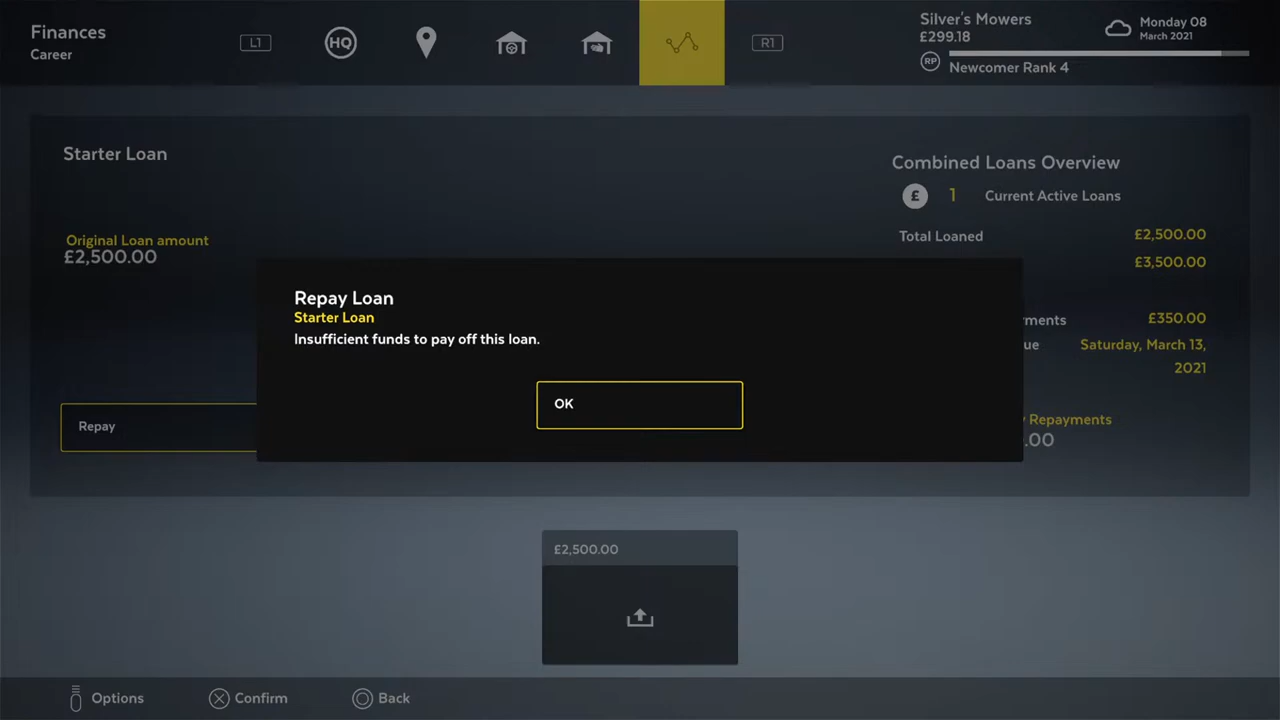 Finances
Career
L1
HQ
R1
Silver's Mowers
£299.18
Monday 08
March 2021
RP
Newcomer Rank 4
Starter Loan
Original Loan amount
£2,500.00
Combined Loans Overview
£ 1 Current Active Loans
Total Loaned £2,500.00
£3,500.00
ments £350.00
ue Saturday, March 13,
2021
y Repayments
.00
Repay Loan
Starter Loan
Insufficient funds to pay off this loan.
OK
Repay
£2,500.00
Options
Confirm
Back